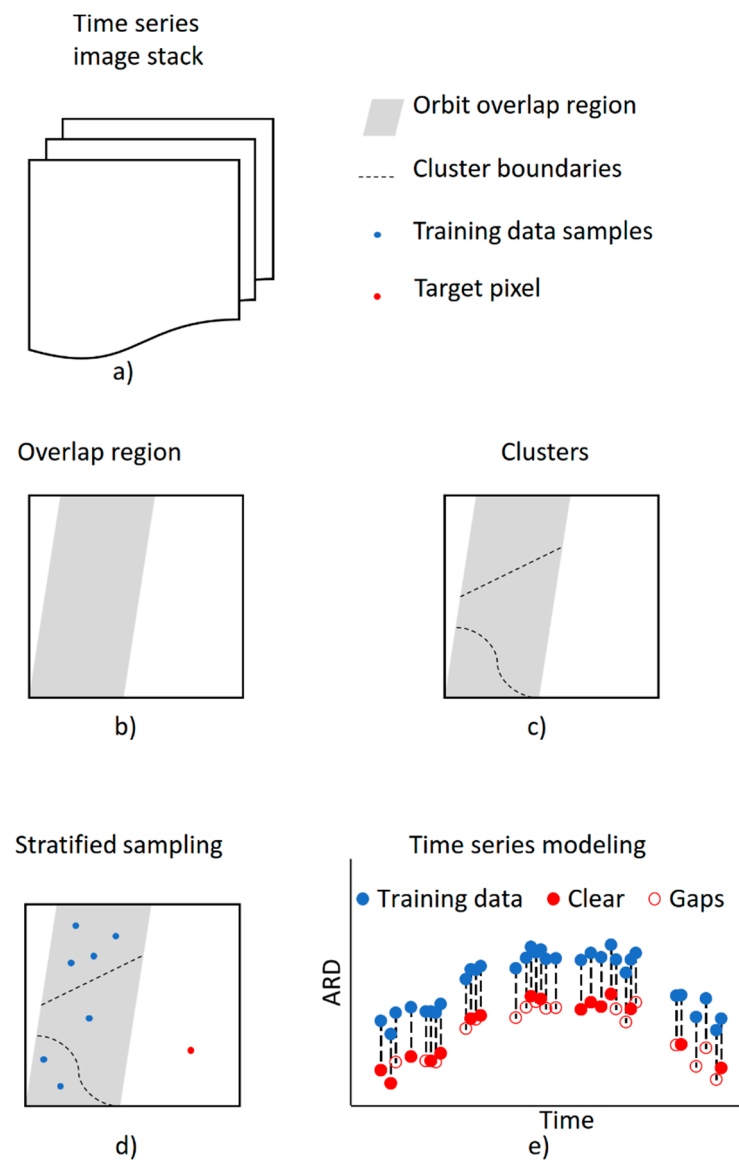 Time series
image stack
Orbit overlap region
Cluster boundaries
Training data samples
Target pixel
a)
Overlap region
Clusters
b)
c)
Stratified sampling
Time series modeling
Training data
Clear
Gaps
ARD
Time
d)
e)